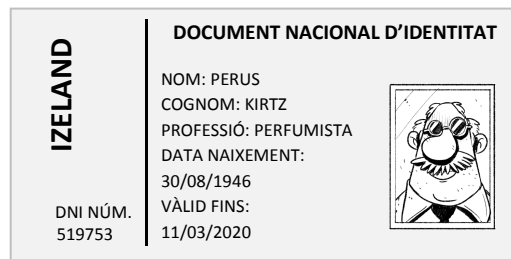 IZELAND
DNI NÚM.
519753
DOCUMENT NACIONAL D’IDENTITAT
NOM: PERUS
COGNOM: KIRTZ
PROFESSIÓ: PERFUMISTA
DATA NAIXEMENT:
30/08/1946
VÀLID FINS:
11/03/2020